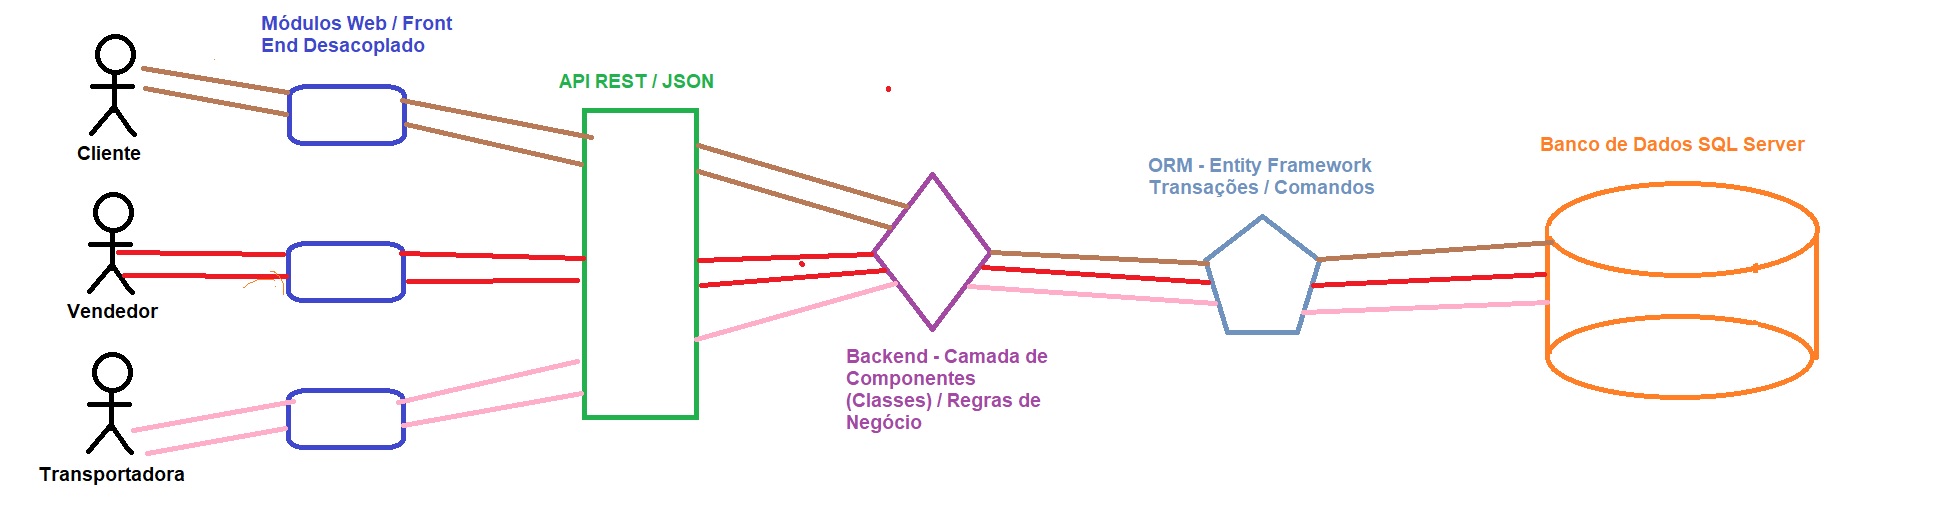 Módulos Web / Front
End Desacoplado
API REST / JSON
Cliente
Vendedor
Transportadora
Backend - Camada de
Componentes
(Classes) / Regras de
Negócio
ORM - Entity Framework
Transações / Comandos
Banco de Dados SQL Server